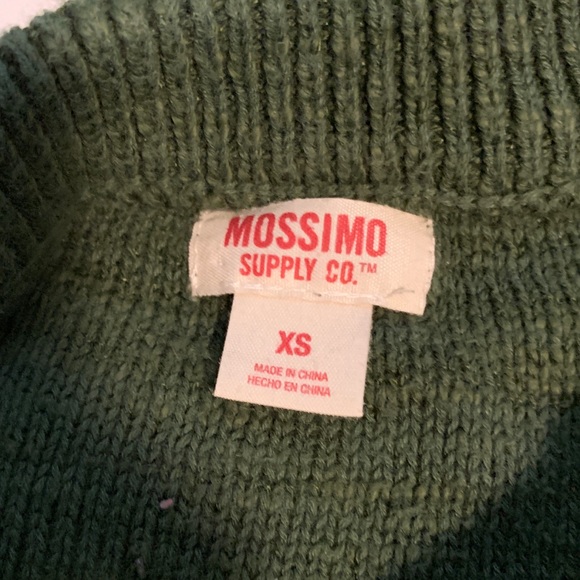 MOSSIMO
SUPPLY CO.™
XS
MADE IN CHINA
HECHO EN CHINA